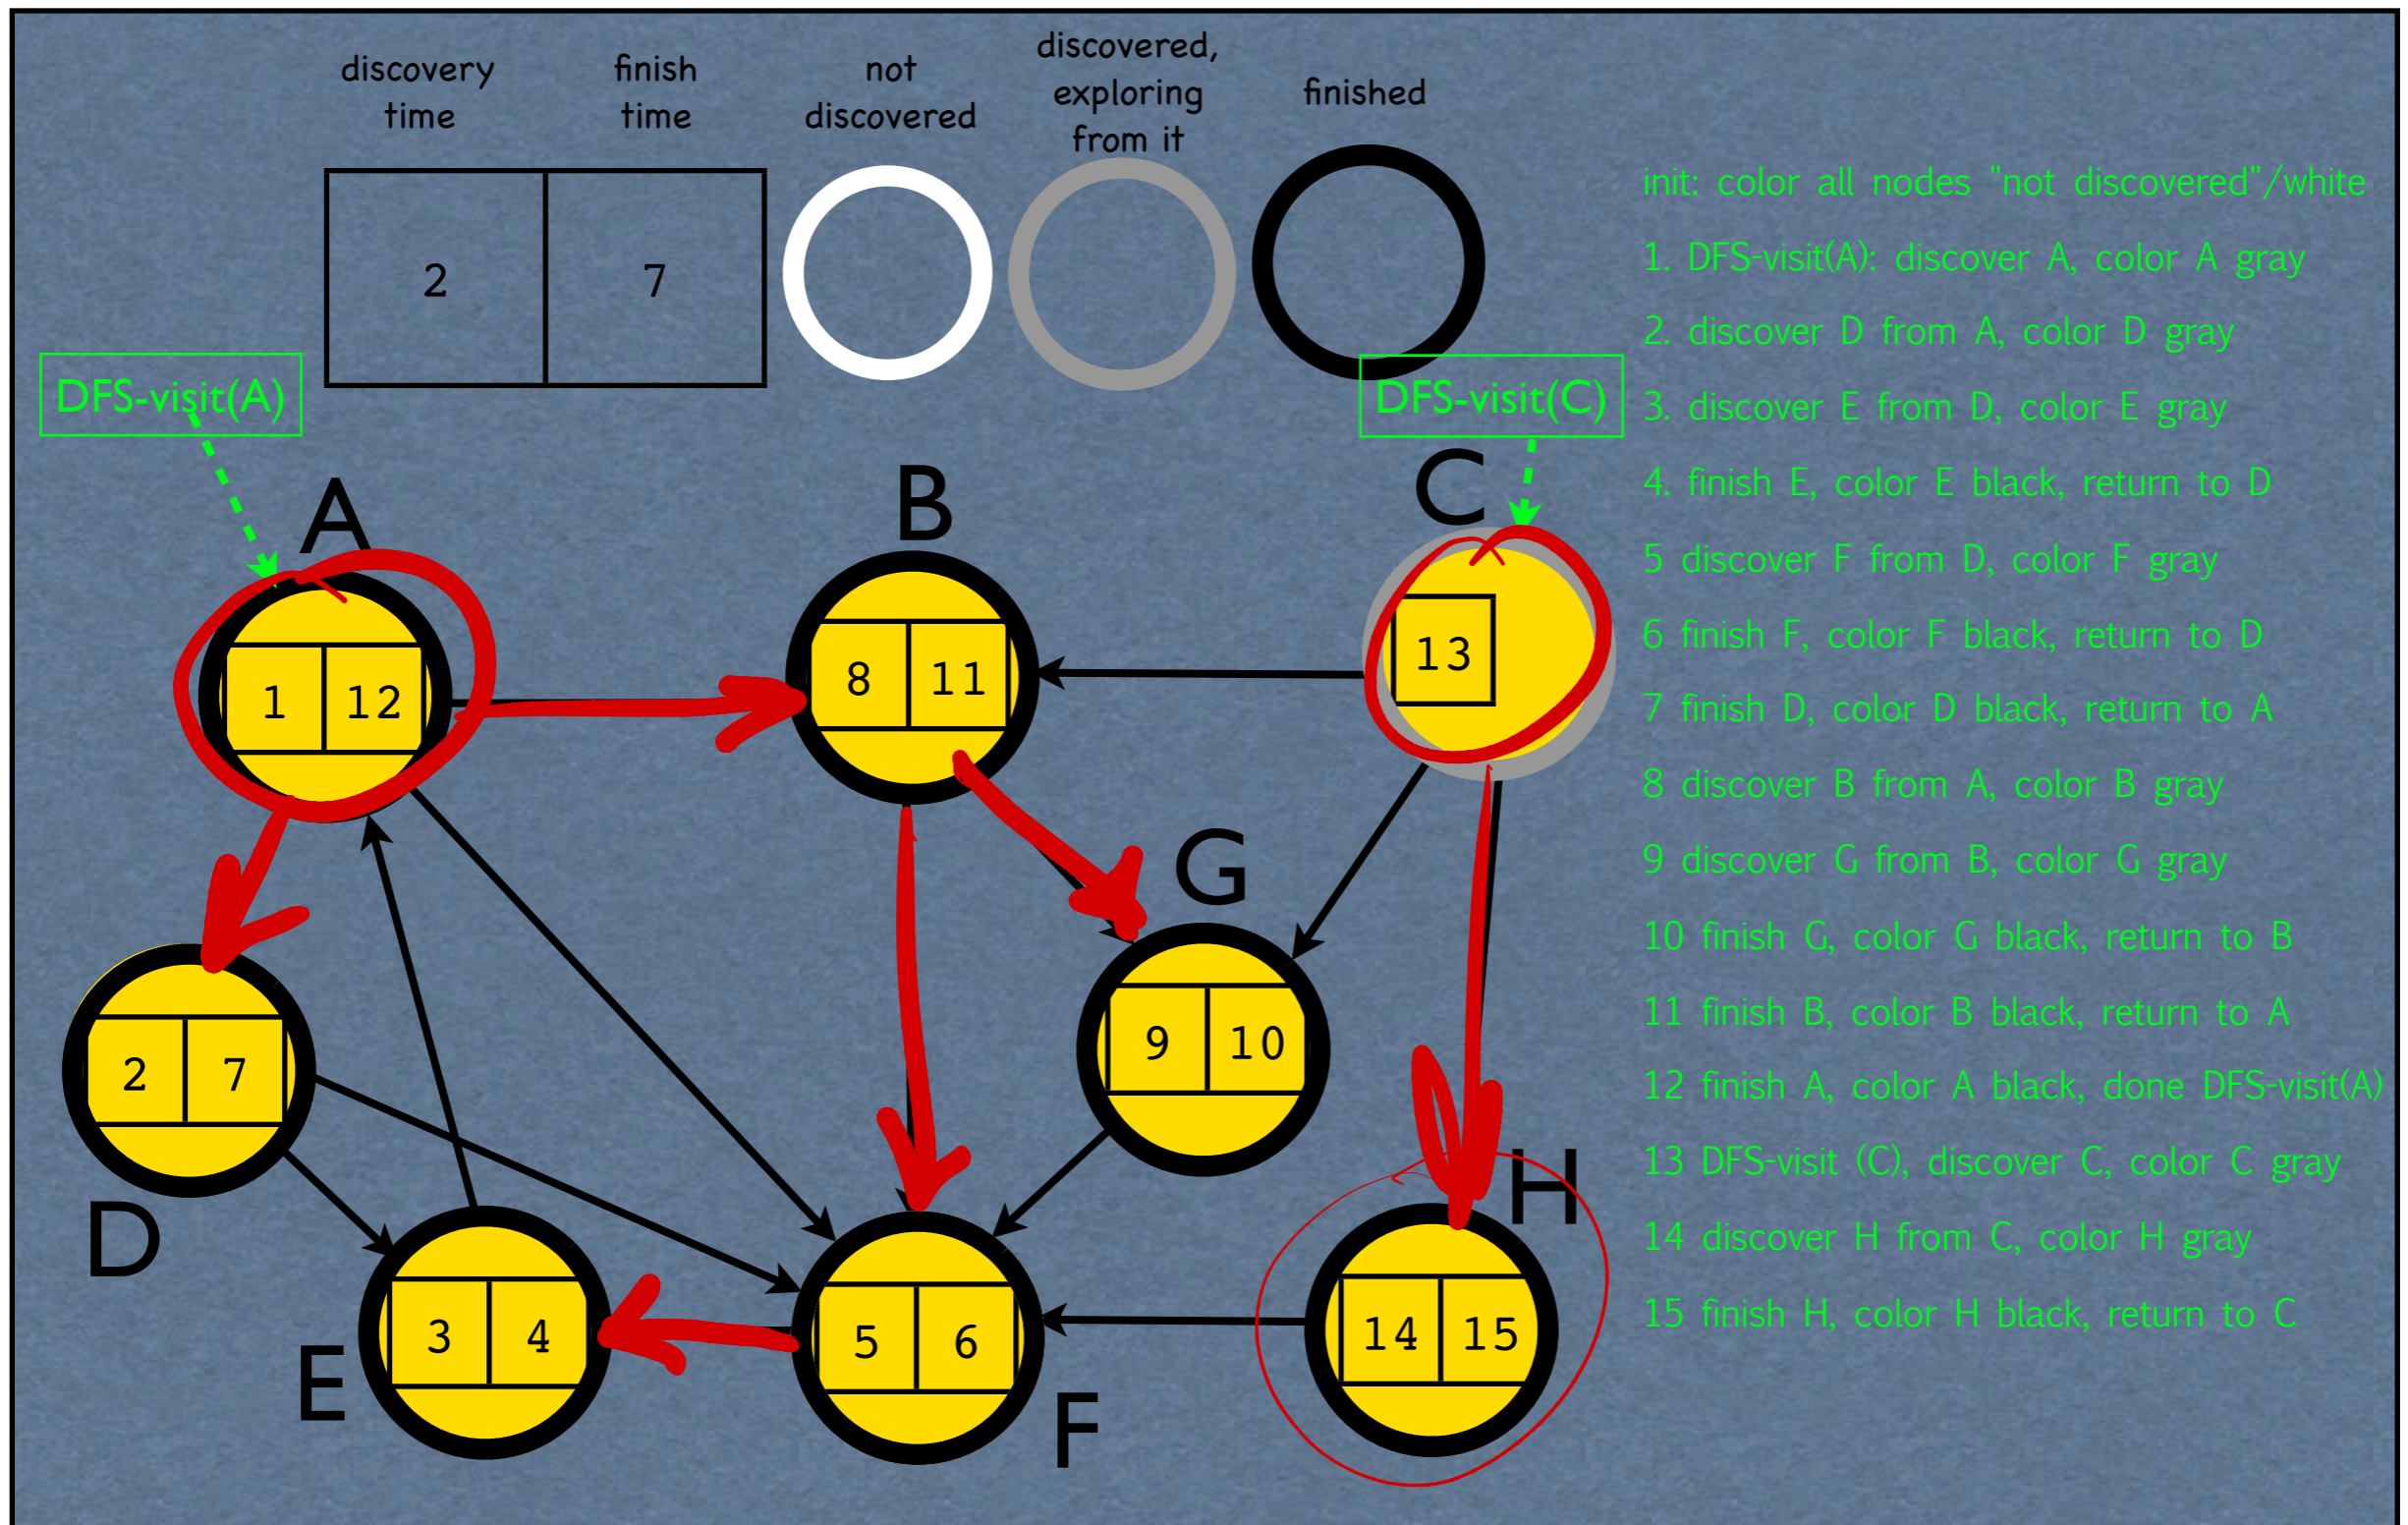 discovery
time
finish
time
not
discovered
discovered,
exploring
from it
finished
2 7
init: color all nodes "not discovered"/white
1. DFS-visit(A): discover A, color A gray
2. discover D from A, color D gray
3. discover E from D, color E gray
4. finish E, color E black, return to D
5 discover F from D, color F gray
6 finish F, color F black, return to D
7 finish D, color D black, return to A
8 discover B from A, color B gray
9 discover G from B, color G gray
10 finish G, color G black, return to B
11 finish B, color B black, return to A
12 finish A, color A black, done DFS-visit(A)
13 DFS-visit (C), discover C, color C gray
14 discover H from C, color H gray
15 finish H, color H black, return to C
DFS-visit(A)
DFS-visit(C)
A
1 12
B
8 11
C
13
G
9 10
D
2 7
E
3 4
F
5 6
H
14 15